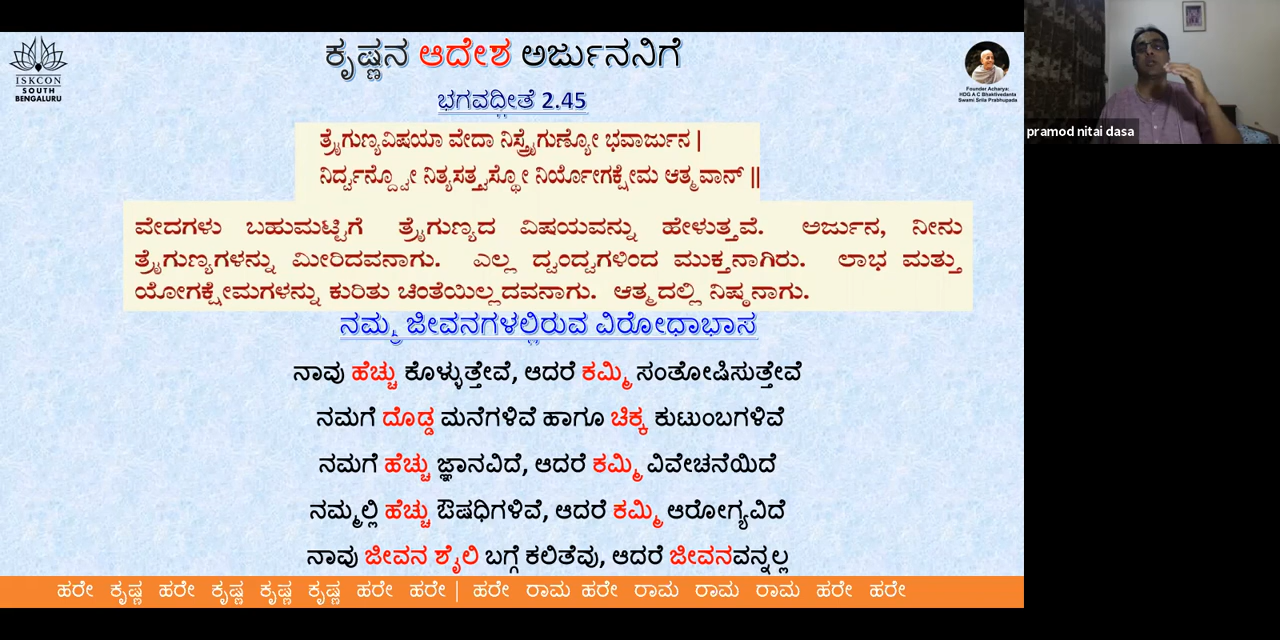 ISKCON
SOUTH
BENGALURU
ಕೃಷ್ಣನ ಆದೇಶ ಅರ್ಜುನನಿಗೆ
Founder Acharya:
HDG A C Bhaktivedanta
Swami Srila Prabhupada
pramod nitai dasa
ಭಗವದ್ಗೀತೆ 2.45
ತ್ರೈಗುಣ್ಯವಿಷಯಾ ವೇದಾ ನಿಸ್ತ್ರೈಗುಣ್ಯೋ ಭವಾರ್ಜುನ |
ನಿರ್ದ್ವನ್ದ್ವೋ ನಿತ್ಯಸತ್ತ್ವಸ್ಥೋ ನಿರ್ಯೋಗಕ್ಷೇಮ ಆತ್ಮವಾನ್ ||
ವೇದಗಳು ಬಹುಮಟ್ಟಿಗೆ ತ್ರೈಗುಣ್ಯದ ವಿಷಯವನ್ನು ಹೇಳುತ್ತವೆ. ಅರ್ಜುನ, ನೀನು
ತ್ರೈಗುಣ್ಯಗಳನ್ನು ಮೀರಿದವನಾಗು. ಎಲ್ಲ ದ್ವಂದ್ವಗಳಿಂದ ಮುಕ್ತನಾಗಿರು. ಲಾಭ ಮತ್ತು
ಯೋಗಕ್ಷೇಮಗಳನ್ನು ಕುರಿತು ಚಿಂತೆಯಿಲ್ಲದವನಾಗು. ಆತ್ಮದಲ್ಲಿ ನಿಷ್ಠನಾಗು.
ನಮ್ಮ ಜೀವನಗಳಲ್ಲಿರುವ ವಿರೋಧಾಭಾಸ
ನಾವು ಹೆಚ್ಚು ಕೊಳ್ಳುತ್ತೇವೆ, ಆದರೆ ಕಮ್ಮಿ ಸಂತೋಷಿಸುತ್ತೇವೆ
ನಮಗೆ ದೊಡ್ಡ ಮನೆಗಳಿವೆ ಹಾಗೂ ಚಿಕ್ಕ ಕುಟುಂಬಗಳಿವೆ
ನಮಗೆ ಹೆಚ್ಚು ಜ್ಞಾನವಿದೆ, ಆದರೆ ಕಮ್ಮಿ ವಿವೇಚನೆಯಿದೆ
ನಮ್ಮಲ್ಲಿ ಹೆಚ್ಚು ಔಷಧಿಗಳಿವೆ, ಆದರೆ ಕಮ್ಮಿ ಆರೋಗ್ಯವಿದೆ
ನಾವು ಜೀವನ ಶೈಲಿ ಬಗ್ಗೆ ಕಲಿತೆವು, ಆದರೆ ಜೀವನವನ್ನಲ್ಲ
ಹರೇ ಕೃಷ್ಣ ಹರೇ ಕೃಷ್ಣ ಕೃಷ್ಣ ಕೃಷ್ಣ ಹರೇ ಹರೇ | ಹರೇ ರಾಮ ಹರೇ ರಾಮ ರಾಮ ರಾಮ ಹರೇ ಹರೇ